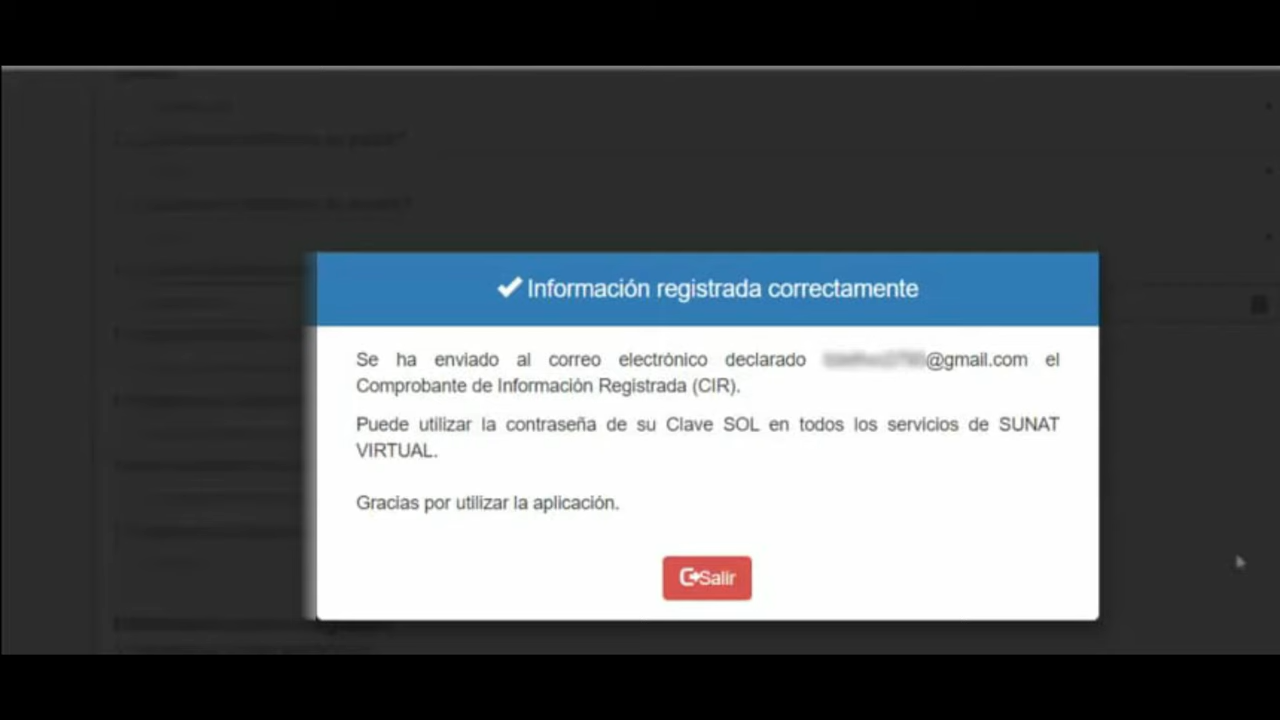 Información registrada correctamente
Se ha enviado al correo electrónico declarado @gmail.com el
Comprobante de Información Registrada (CIR).
Puede utilizar la contraseña de su Clave SOL en todos los servicios de SUNAT
VIRTUAL.
Gracias por utilizar la aplicación.
Salir